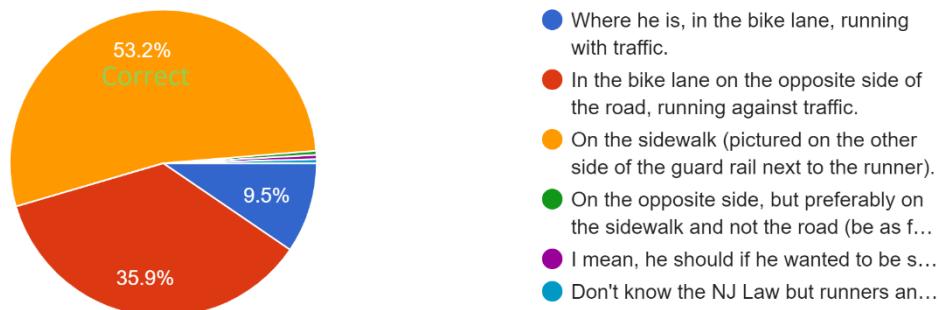 53.2%
Correct
9.5%
35.9%
Where he is, in the bike lane, running
with traffic.
In the bike lane on the opposite side of
the road, running against traffic.
On the sidewalk (pictured on the other
side of the guard rail next to the runner).
On the opposite side, but preferably on
the sidewalk and not the road (be as f…
I mean, he should if he wanted to be s…
Don't know the NJ Law but runners an…